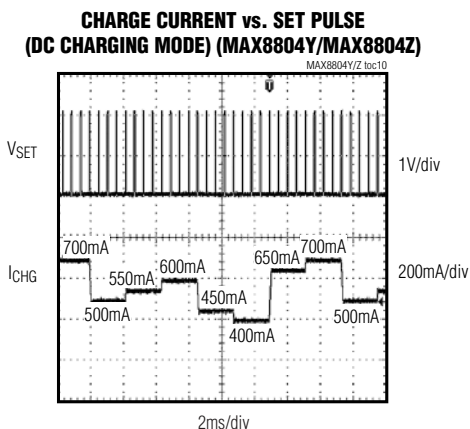 CHARGE CURRENT vs. SET PULSE
(DC CHARGING MODE) (MAX8804Y/MAX8804Z)
MAX8804Y/Z toc10
T
VSET
1V/div
700mA
550mA
600mA
650mA
700mA
ICHG
200mA/div
500mA
450mA
400mA
500mA
2ms/div